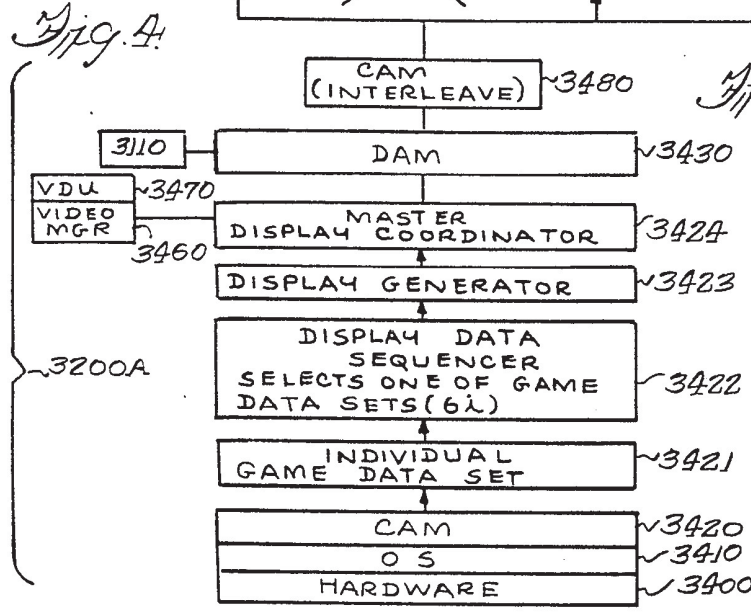 Fig. 4.
CAM
(INTERLEAVE)
3480
3110
DAM
3430
VDU
3470
VIDEO
MGR
3460
MASTER
DISPLAY COORDINATOR
3424
DISPLAY GENERATOR
3423
3200A
DISPLAY DATA
SEQUENCER
SELECTS ONE OF GAME
DATA SETS (Gi)
3422
INDIVIDUAL
GAME DATA SET
3421
CAM
3420
OS
3410
HARDWARE
3400